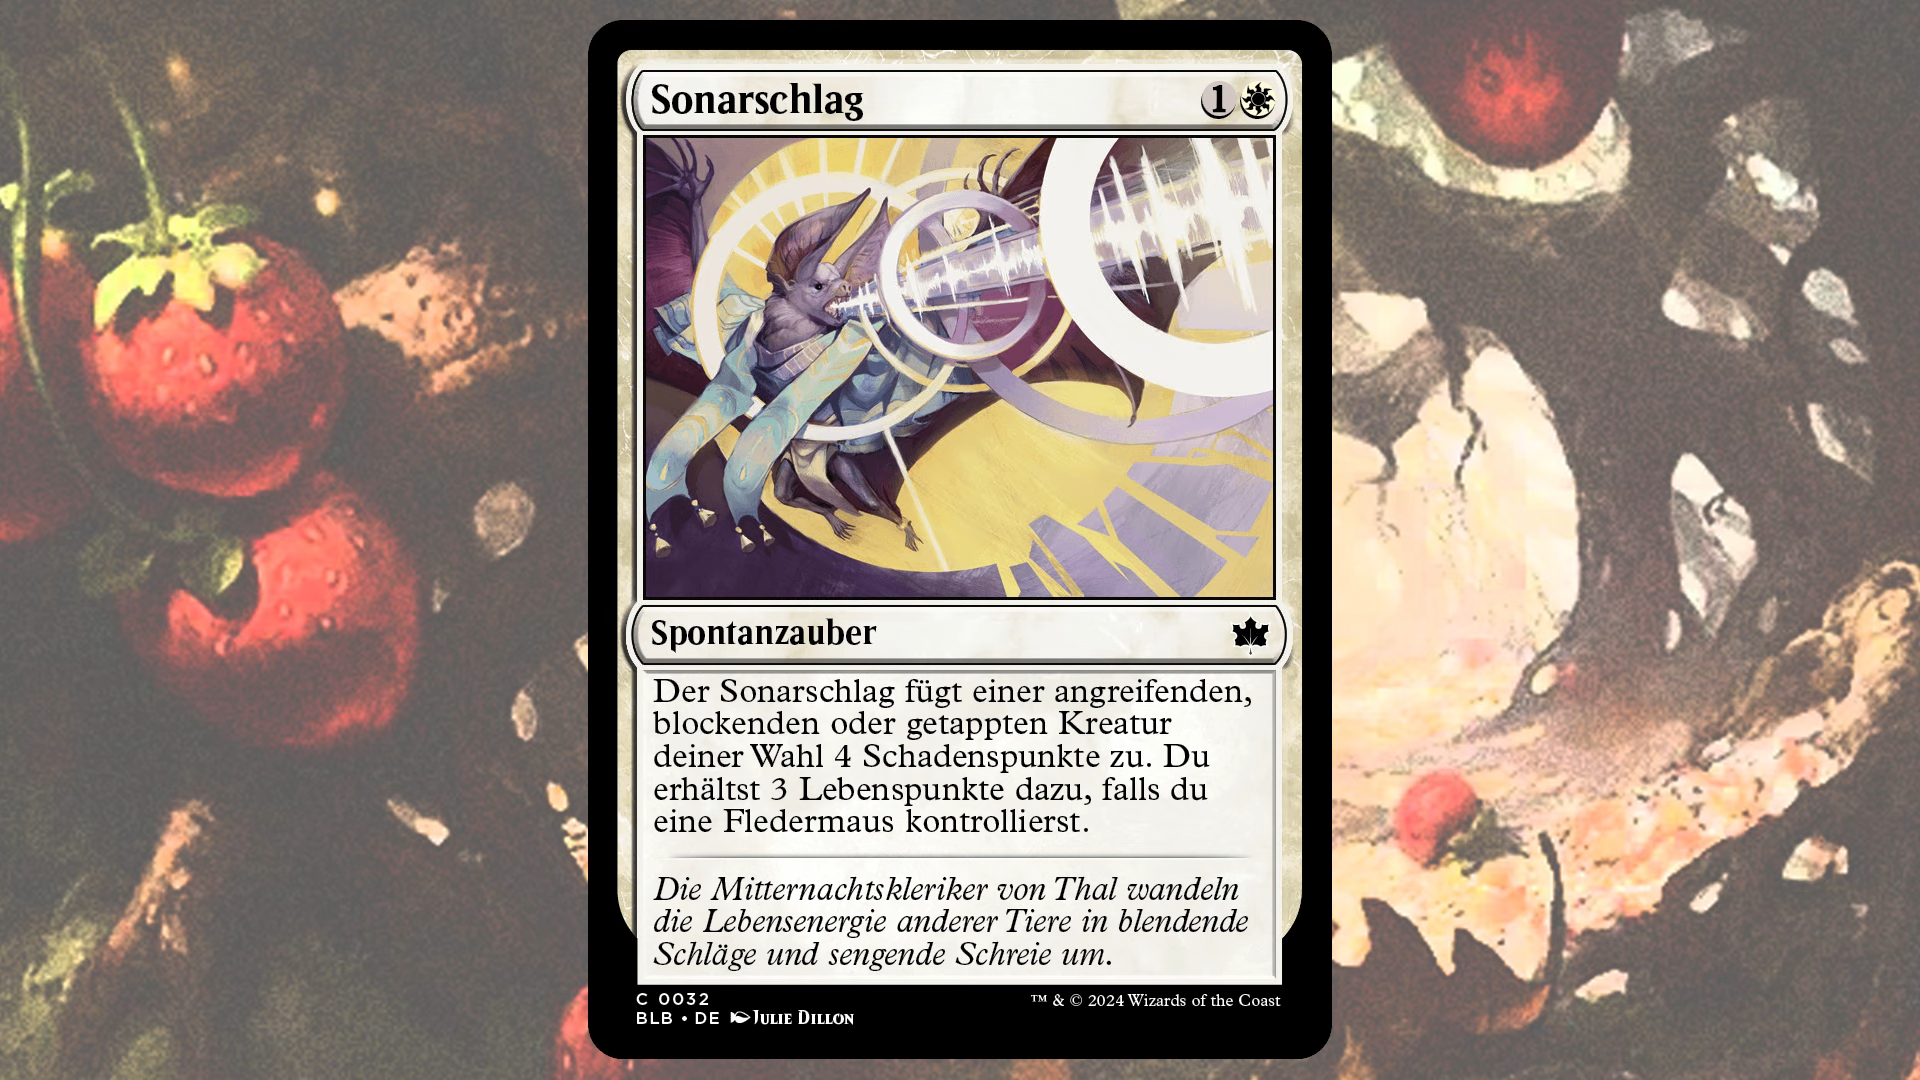 Sonarschlag
1
Spontanzauber
Der Sonarschlag fügt einer angreifenden,
blockenden oder getappten Kreatur
deiner Wahl 4 Schadenspunkte zu. Du
erhältst 3 Lebenspunkte dazu, falls du
eine Fledermaus kontrollierst.
Die Mitternachtskleriker von Thal wandeln
die Lebensenergie anderer Tiere in blendende
Schläge und sengende Schreie um.
C 0032
™ & © 2024 Wizards of the Coast
BLB • DE Julie Dillon